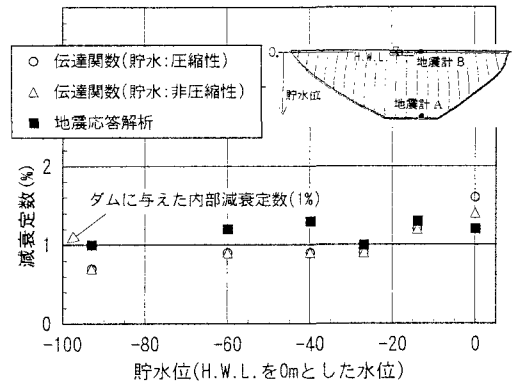 ○ 伝達関数(貯水:圧縮性)
△ 伝達関数(貯水:非圧縮性)
■ 地震応答解析
0.
H.W.L.
地震計 B
貯水位
地震計 A
2
1
0
減衰定数(%)
ダムに与えた内部減衰定数(1%)
-100 -80 -60 -40 -20 0
貯水位(H.W.L.を0mとした水位)